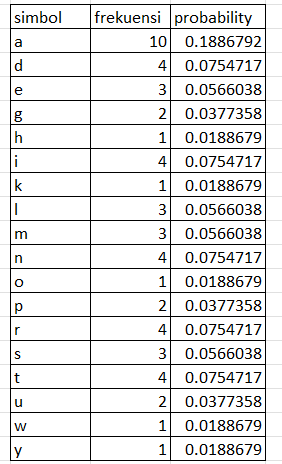 simbol frekuensi probability
a 10 0.1886792
d 4 0.0754717
e 3 0.0566038
g 2 0.0377358
h 1 0.0188679
i 4 0.0754717
k 1 0.0188679
l 3 0.0566038
m 3 0.0566038
n 4 0.0754717
o 1 0.0188679
p 2 0.0377358
r 4 0.0754717
s 3 0.0566038
t 4 0.0754717
u 2 0.0377358
w 1 0.0188679
y 1 0.0188679